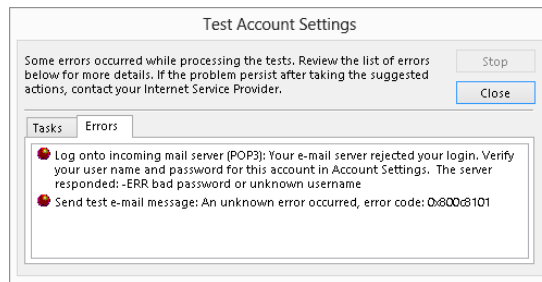 Test Account Settings
Some errors occurred while processing the tests. Review the list of errors
below for more details. If the problem persist after taking the suggested
actions, contact your Internet Service Provider.
Stop
Close
Tasks
Errors
Log onto incoming mail server (POP3): Your e-mail server rejected your login. Verify
your user name and password for this account in Account Settings. The server
responded: -ERR bad password or unknown username
Send test e-mail message: An unknown error occurred, error code: 0x800c8101